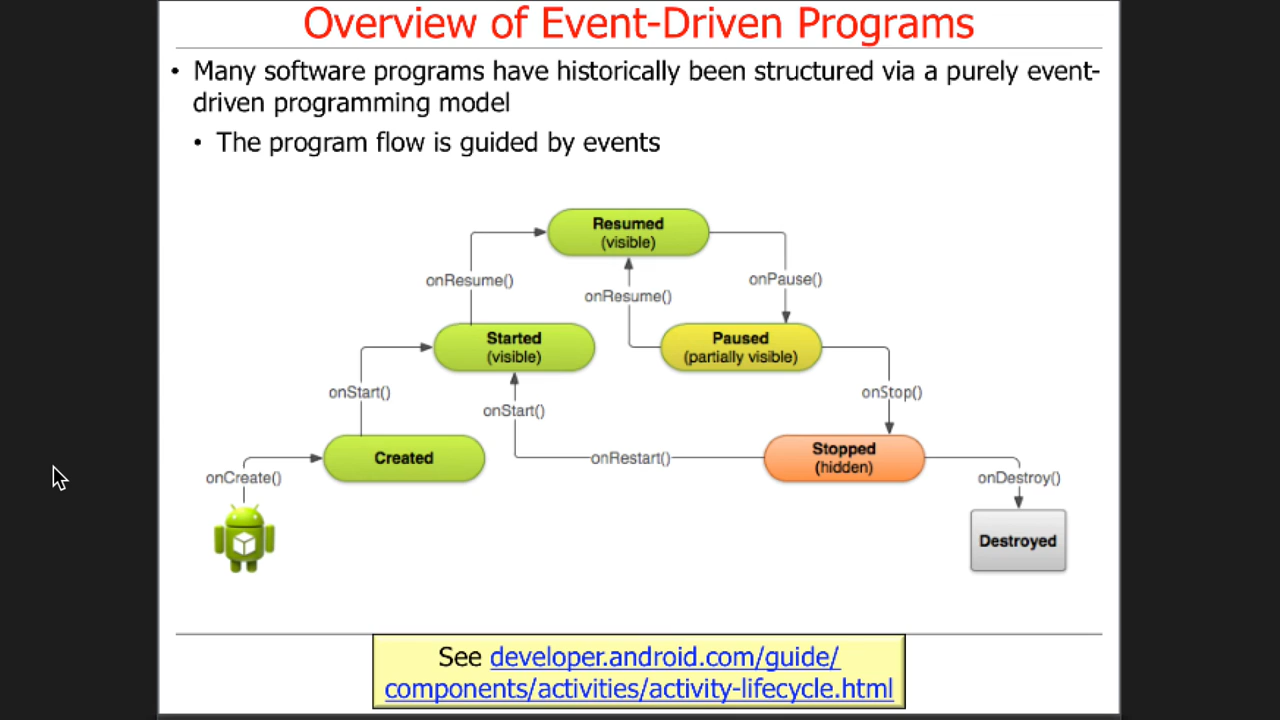 Overview of Event-Driven Programs
• Many software programs have historically been structured via a purely event-
driven programming model
• The program flow is guided by events
Resumed
(visible)
onResume()
onResume()
onPause()
Started
(visible)
Paused
(partially visible)
onStart()
onStart()
onStop()
Created
onRestart()
Stopped
(hidden)
onCreate()
onDestroy()
Destroyed
See developer.android.com/guide/
components/activities/activity-lifecycle.html